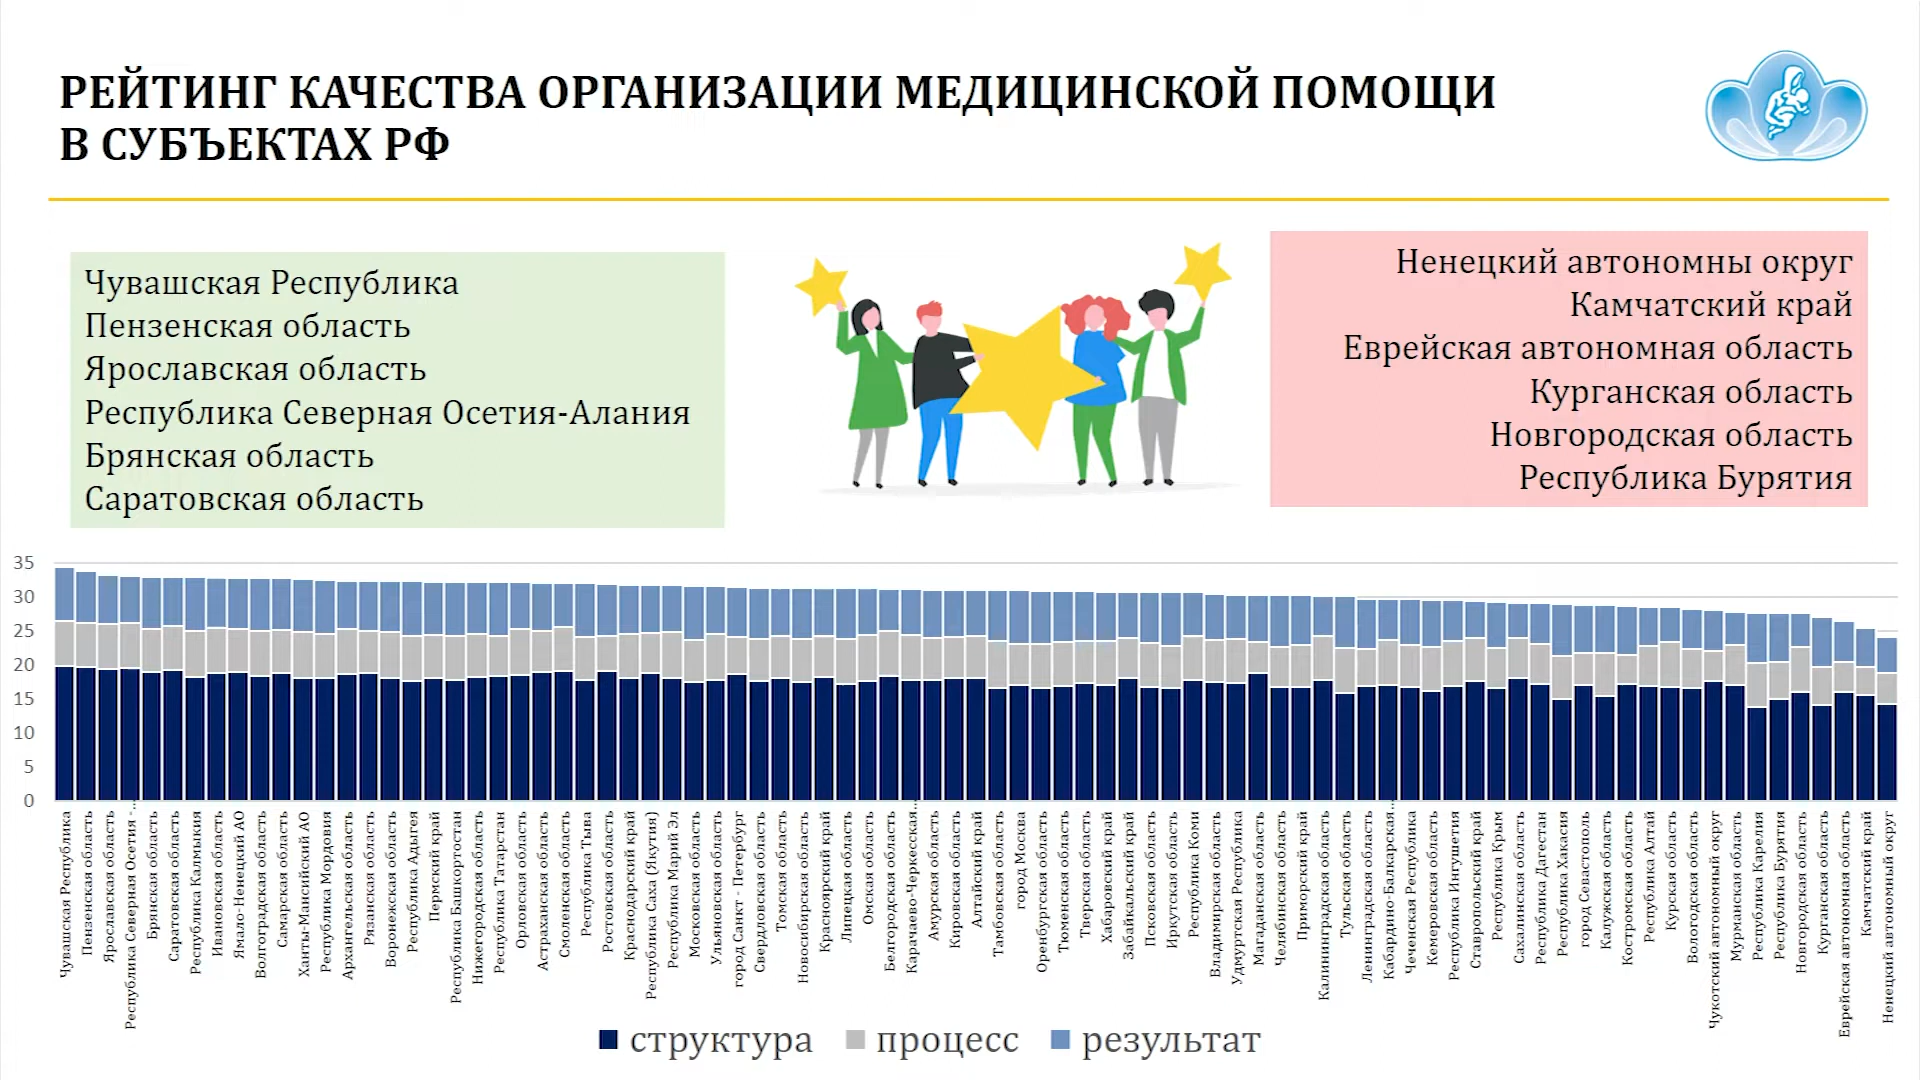 РЕЙТИНГ КАЧЕСТВА ОРГАНИЗАЦИИ МЕДИЦИНСКОЙ ПОМОЩИ
В СУБЪЕКТАХ РФ
Чувашская Республика
Пензенская область
Ярославская область
Республика Северная Осетия-Алания
Брянская область
Саратовская область
Ненецкий автономны округ
Камчатский край
Еврейская автономная область
Курганская область
Новгородская область
Республика Бурятия
35
30
25
20
15
10
5
0
Чувашская Республика
Пензенская область
Ярославская область
Республика Северная Осетия -…
Брянская область
Саратовская область
Республика Калмыкия
Ивановская область
Ямало-Ненецкий АО
Волгоградская область
Самарская область
Ханты-Мансийский АО
Республика Мордовия
Архангельская область
Рязанская область
Воронежская область
Республика Адыгея
Пермский край
Республика Башкортостан
Нижегородская область
Республика Татарстан
Орловская область
Астраханская область
Смоленская область
Республика Тыва
Ростовская область
Краснодарский край
Республика Саха (Якутия)
Республика Марий Эл
Московская область
Ульяновская область
город Санкт - Петербург
Свердловская область
Томская область
Новосибирская область
Красноярский край
Липецкая область
Омская область
Белгородская область
Карачаево-Черкесская…
Амурская область
Кировская область
Алтайский край
Тамбовская область
город Москва
Оренбургская область
Тюменская область
Тверская область
Хабаровский край
Забайкальский край
Псковская область
Иркутская область
Республика Коми
Владимирская область
Удмуртская Республика
Магаданская область
Челябинская область
Приморский край
Калининградская область
Тульская область
Ленинградская область
Кабардино-Балкарская…
Чеченская Республика
Кемеровская область
Республика Ингушетия
Ставропольский край
Республика Крым
Сахалинская область
Республика Дагестан
Республика Хакасия
город Севастополь
Калужская область
Костромская область
Республика Алтай
Курская область
Вологодская область
Чукотский автономный округ
Мурманская область
Республика Карелия
Республика Бурятия
Новгородская область
Курганская область
Еврейская автономная область
Камчатский край
Ненецкий автономный округ
структура
процесс
результат